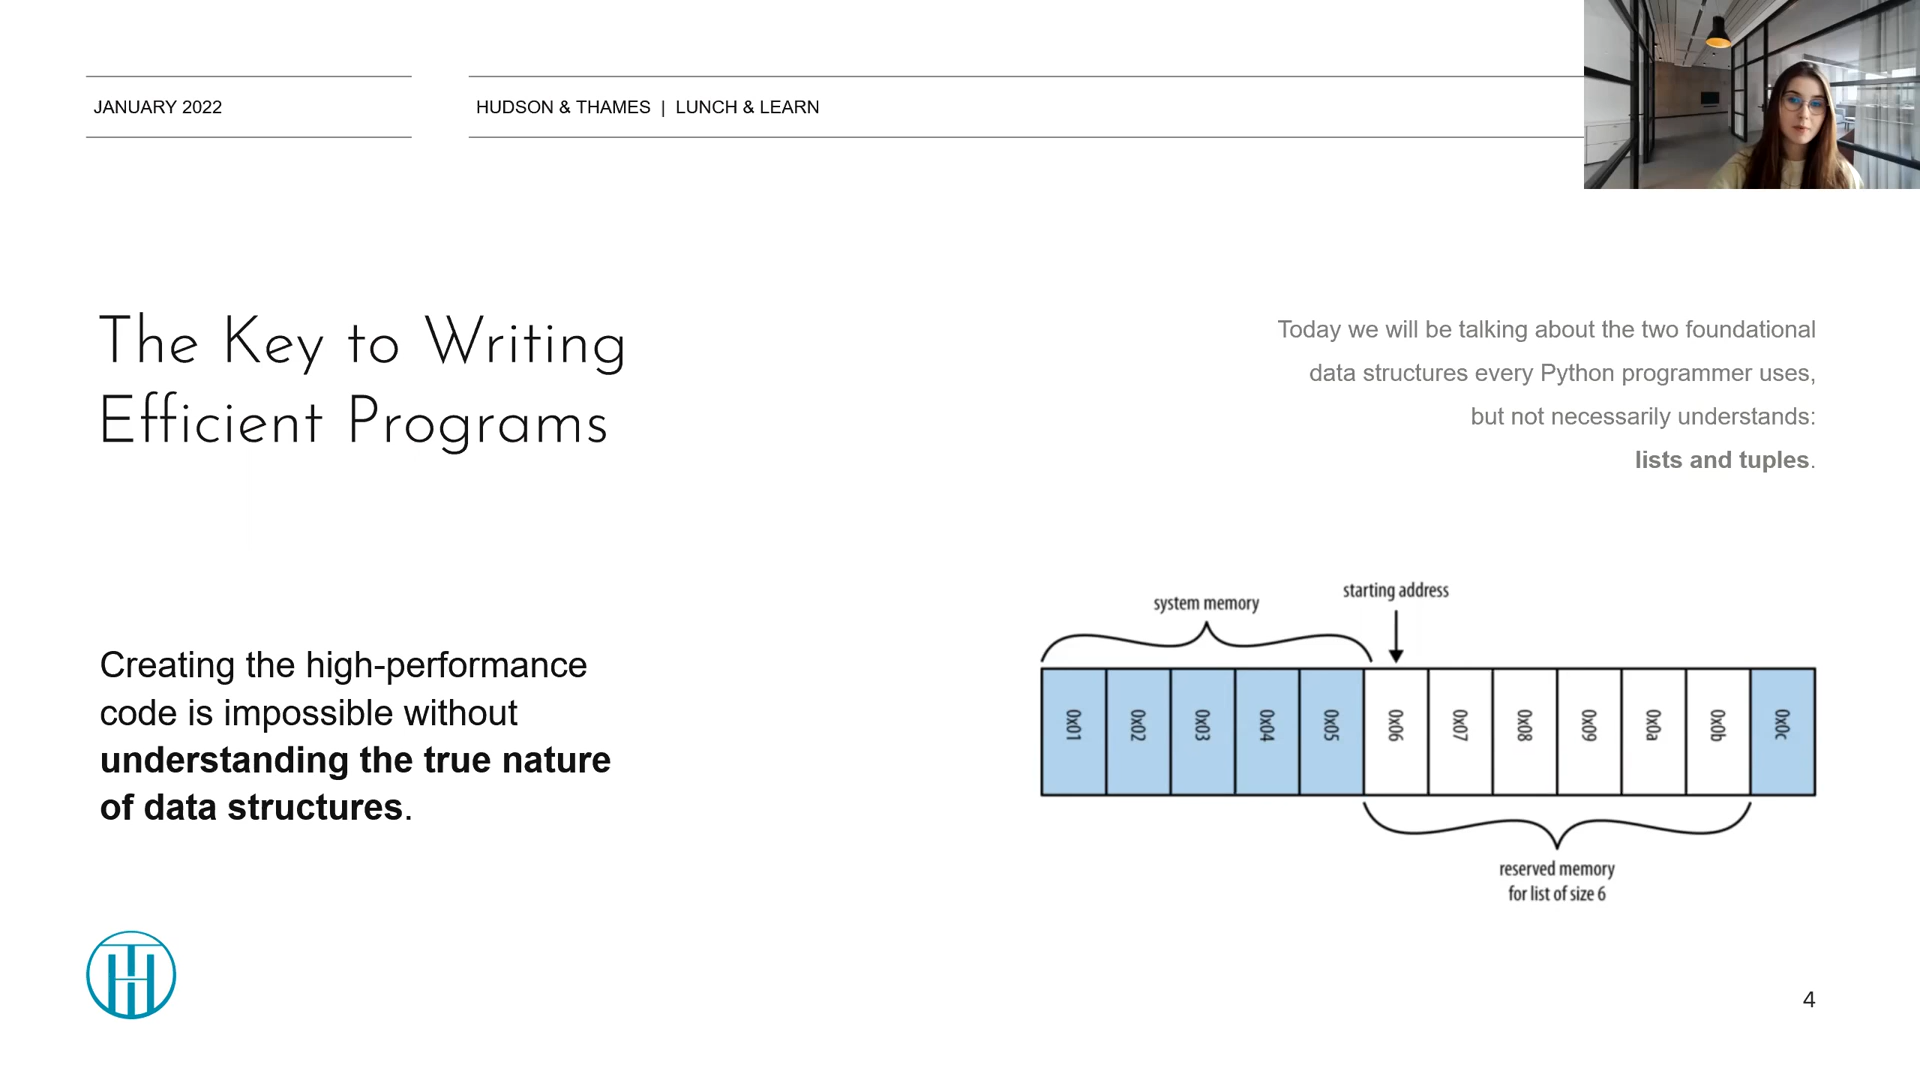 JANUARY 2022
HUDSON & THAMES | LUNCH & LEARN
The Key to Writing
Efficient Programs
Today we will be talking about the two foundational
data structures every Python programmer uses,
but not necessarily understands:
lists and tuples.
Creating the high-performance
code is impossible without
understanding the true nature
of data structures.
system memory
starting address
0x01
0x02
0x03
0x04
0x05
0x06
0x07
0x08
0x09
0x0a
0x0b
0x0c
reserved memory
for list of size 6
4